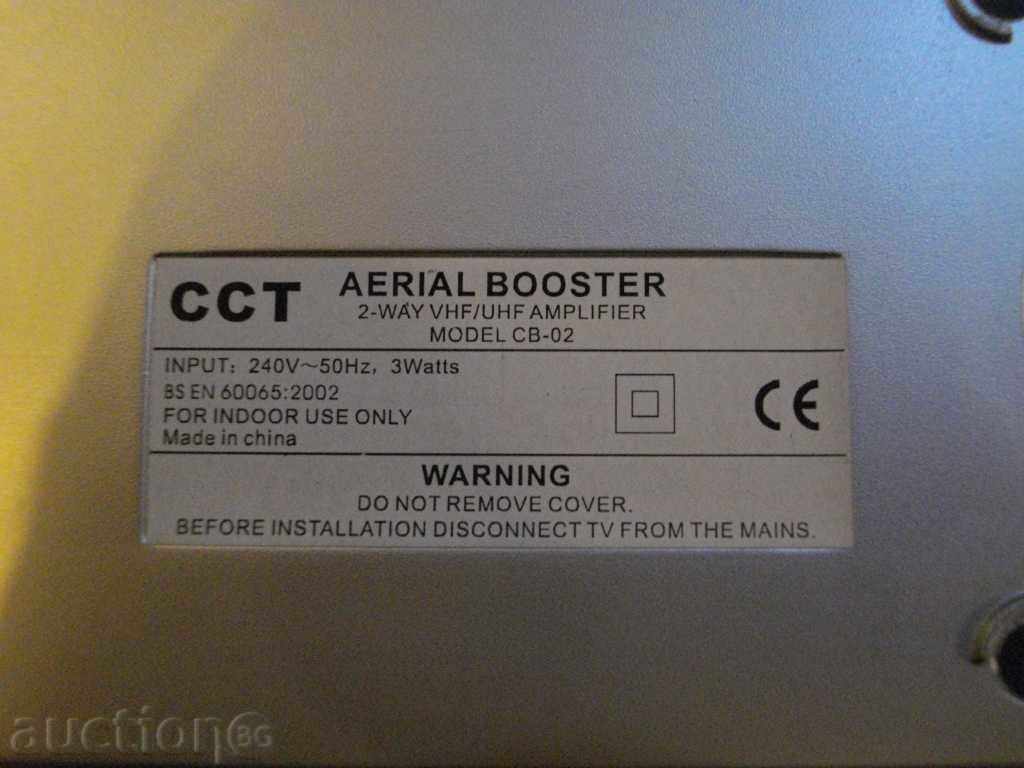 CCT
AERIAL BOOSTER
2-WAY VHF/UHF AMPLIFIER
MODEL CB-02
INPUT: 240V~50Hz, 3Watts
BS EN 60065:2002
FOR INDOOR USE ONLY
Made in china
CE
WARNING
DO NOT REMOVE COVER.
BEFORE INSTALLATION DISCONNECT TV FROM THE MAINS.
auction BG